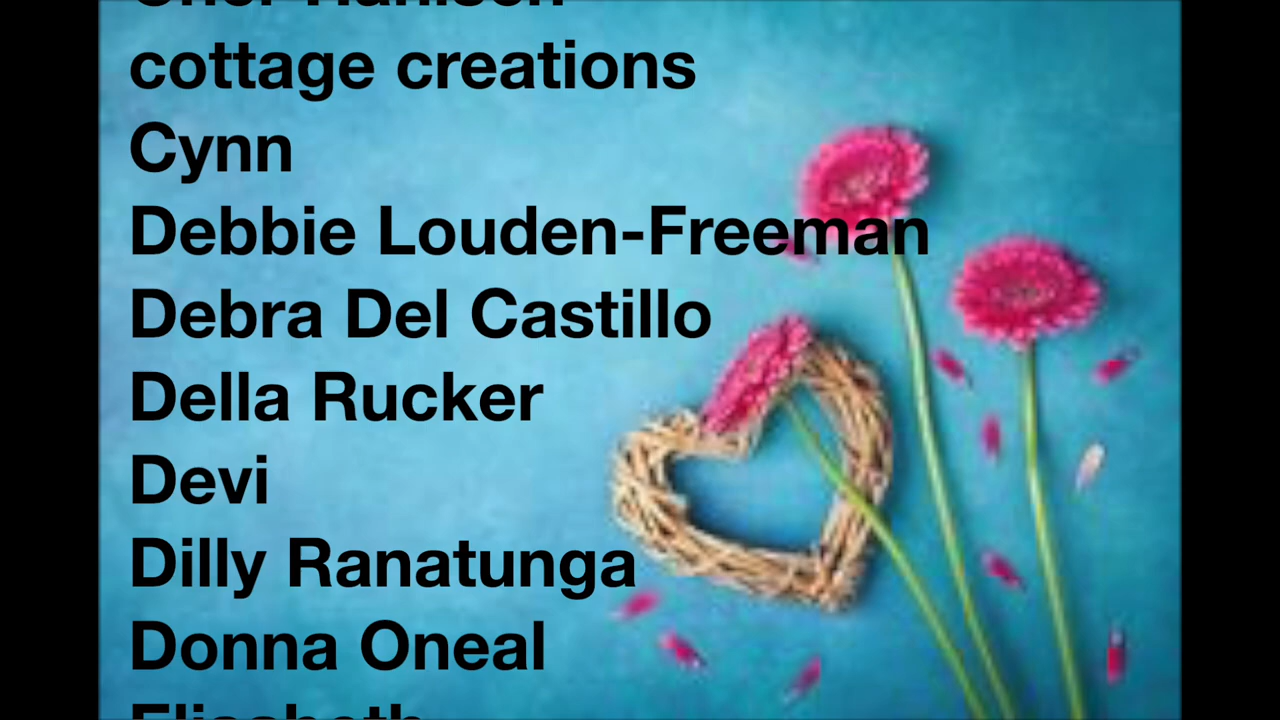 cottage creations
Cynn
Debbie Louden-Freeman
Debra Del Castillo
Della Rucker
Devi
Dilly Ranatunga
Donna Oneal